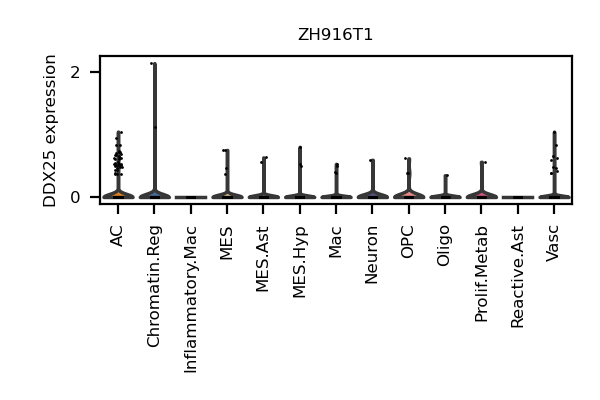 ZH916T1
DDX25 expression
2
0
AC
Chromatin.Reg
Inflammatory.Mac
MES
MES.Ast
MES.Hyp
Mac
Neuron
OPC
Oligo
Prolif.Metab
Reactive.Ast
Vasc